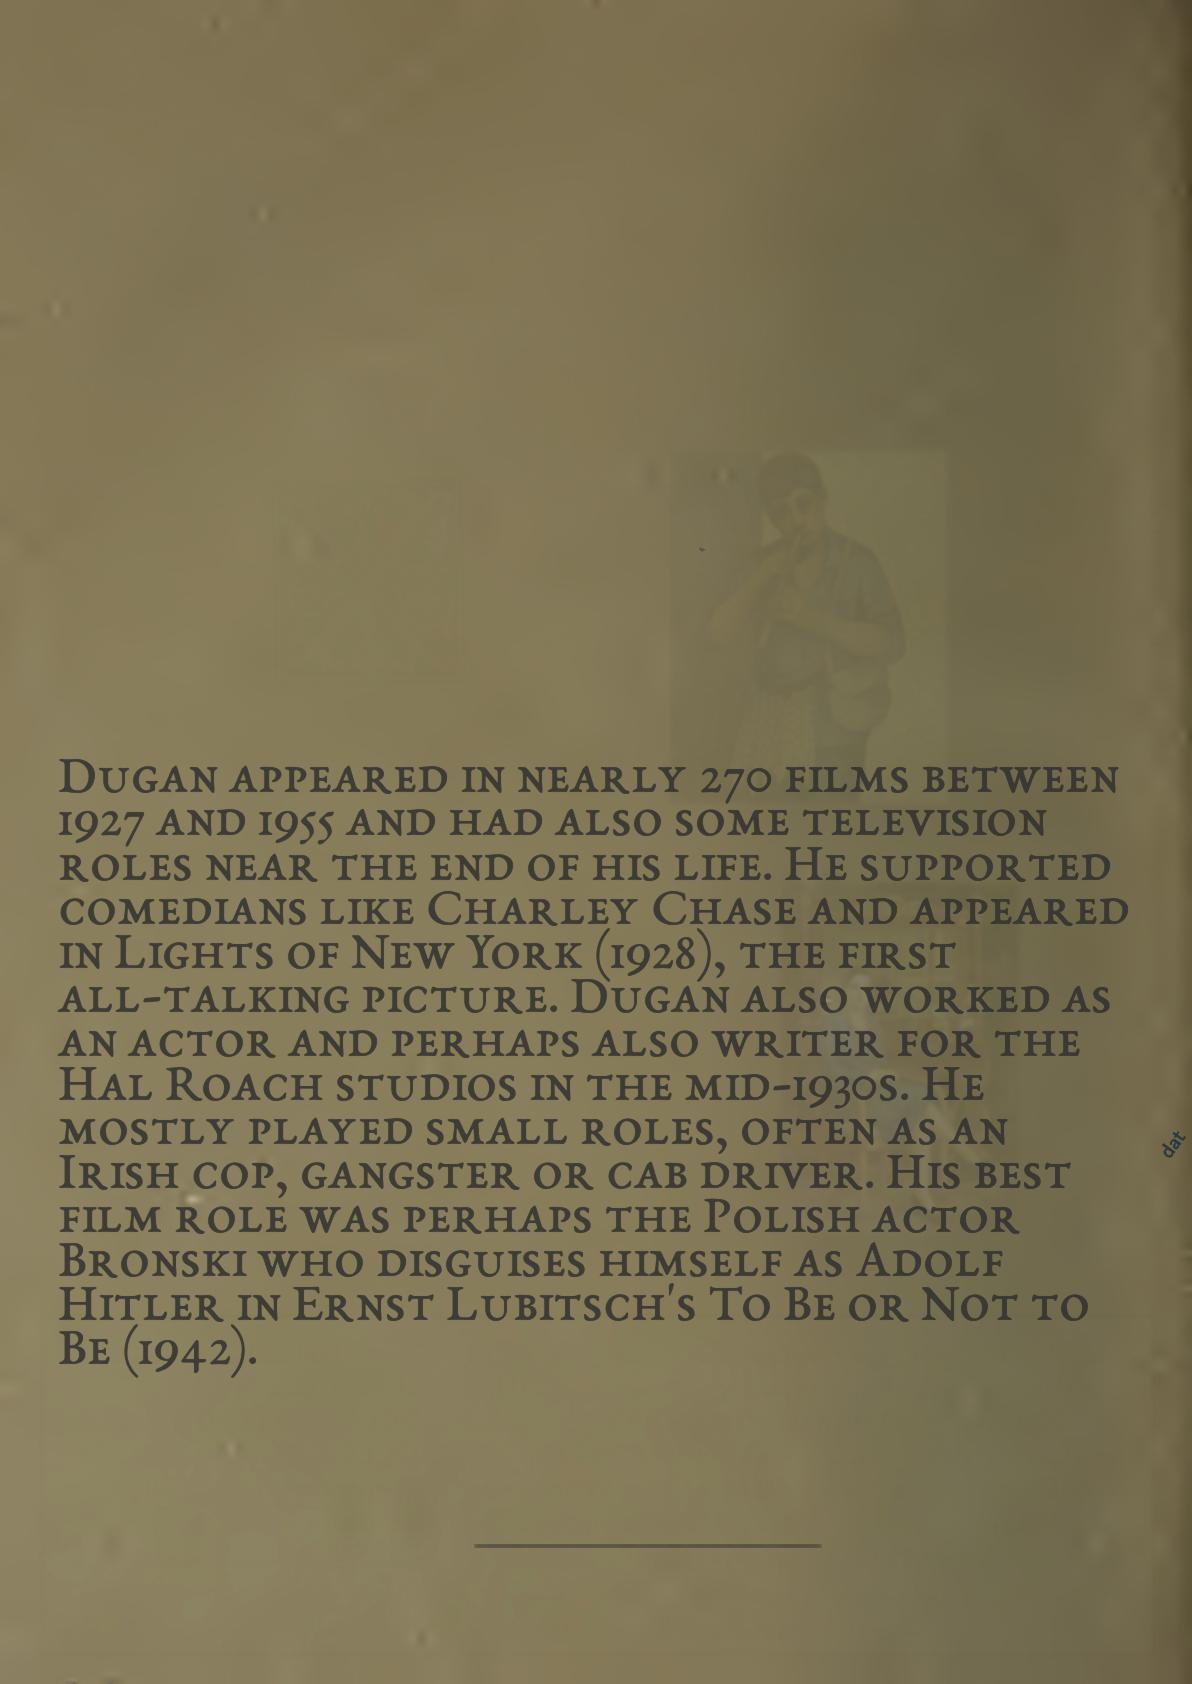 Dugan appeared in nearly 270 films between
1927 and 1955 and had also some television
roles near the end of his life. He supported
comedians like Charley Chase and appeared
in Lights of New York (1928), the first
all-talking picture. Dugan also worked as
an actor and perhaps also writer for the
Hal Roach studios in the mid-1930s. He
mostly played small roles, often as an
Irish cop, gangster or cab driver. His best
film role was perhaps the Polish actor
Bronski who disguises himself as Adolf
Hitler in Ernst Lubitsch's To Be or Not to
Be (1942).
dat